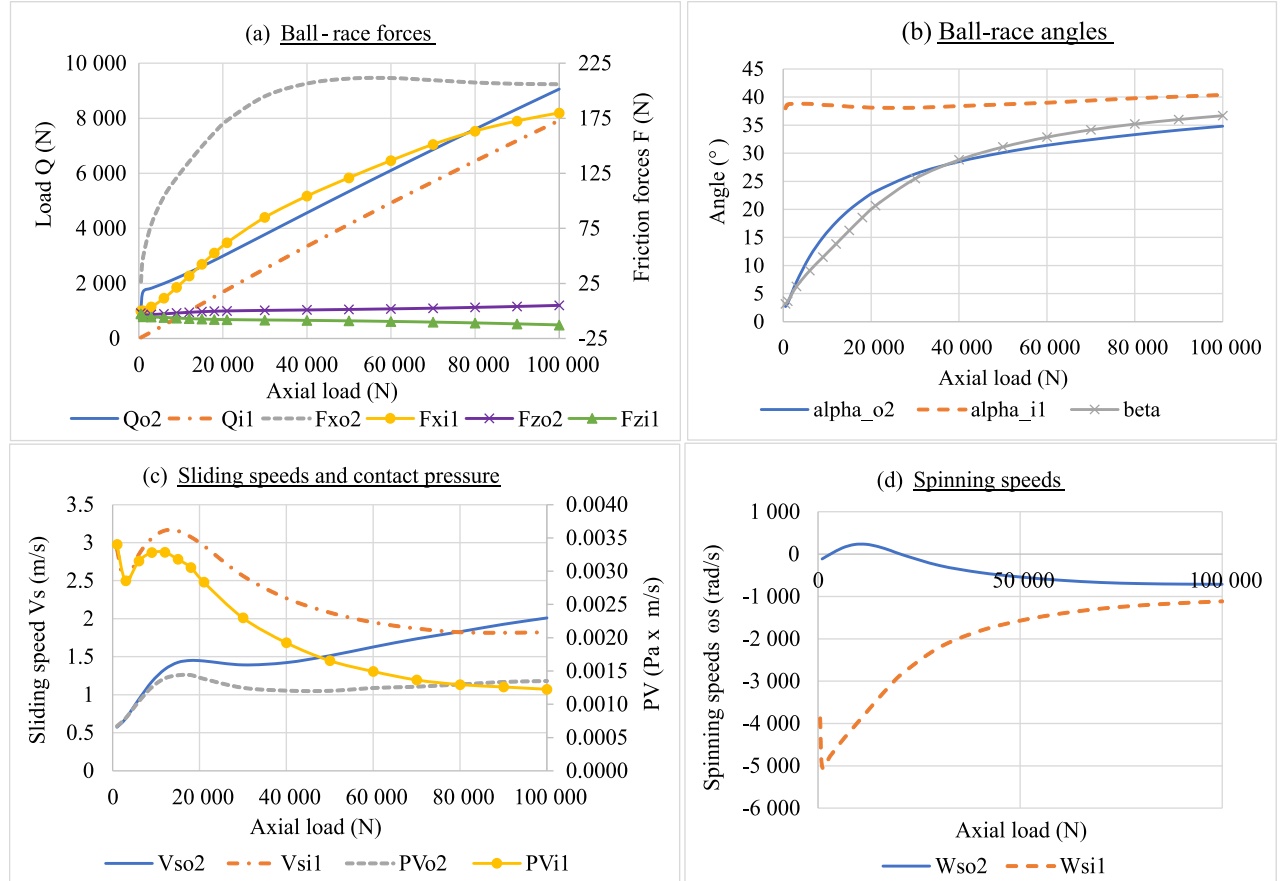 (a) Ball-race forces
10 000
8 000
6 000
4 000
2 000
0
Load Q (N)
225
175
125
75
25
-25
Friction forces F (N)
0 20 000 40 000 60 000 80 000 100 000
Axial load (N)
Qo2 Qi1 Fxo2 Fxi1 Fzo2 Fzi1
(b) Ball-race angles
45
40
35
30
25
20
15
10
5
0
Angle (°)
0 20 000 40 000 60 000 80 000 100 000
Axial load (N)
alpha_o2 alpha_i1 beta
(c) Sliding speeds and contact pressure
3.5
3
2.5
2
1.5
1
0.5
0
Sliding speed Vs (m/s)
0.0040
0.0035
0.0030
0.0025
0.0020
0.0015
0.0010
0.0005
0.0000
PV (Pa x m/s)
0 20 000 40 000 60 000 80 000 100 000
Axial load (N)
Vso2 Vsi1 PVo2 PVi1
(d) Spinning speeds
1 000
0
-1 000
-2 000
-3 000
-4 000
-5 000
-6 000
Spinning speeds ωs (rad/s)
0 50 000 100 000
Axial load (N)
Wso2 Wsi1